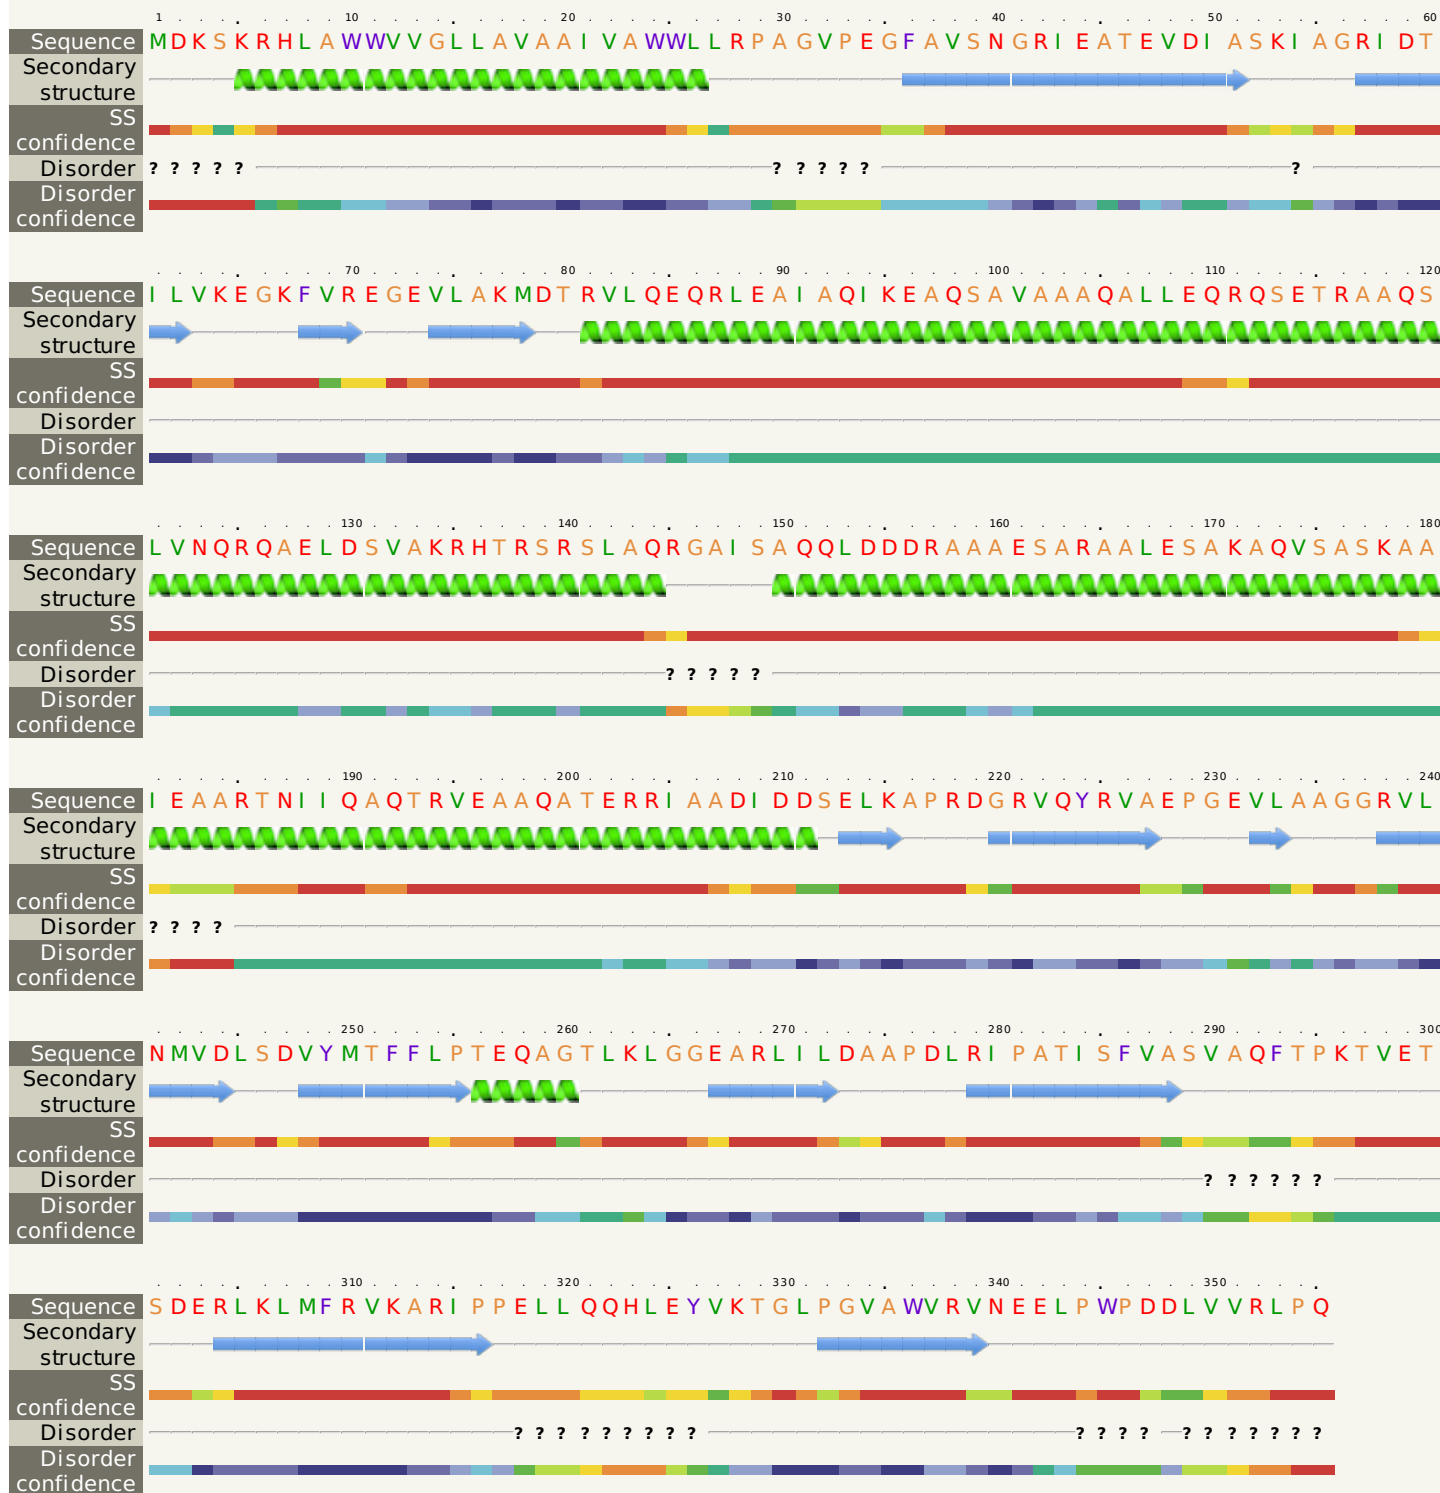 1 . . . . . . . 10 . . . . . . . 20 . . . . . . . 30 . . . . . . . 40 . . . . . . . 50 . . . . . . . 60
Sequence MDKSKRHLAWWVVGLLAVAAIVAWWLLRPAGVPEGFAVSNGRIEATEVDIASKIAGRIDT
Secondary
structure
SS
confidence
Disorder ? ? ? ? ? ? ? ? ? ? ?
Disorder
confidence
. . . . . . . 70 . . . . . . . 80 . . . . . . . 90 . . . . . . . 100 . . . . . . . 110 . . . . . . . 120
Sequence ILVKEGKFVREGEVLAKMDTRVLQEQRLEAIAQIKEAQSAVAAAQALLEQRQSETRAAQS
Secondary
structure
SS
confidence
Disorder
Disorder
confidence
. . . . . . . 130 . . . . . . . 140 . . . . . . . 150 . . . . . . . 160 . . . . . . . 170 . . . . . . . 180
Sequence LVNQRQAELDSVAKRHTRSRSLAQRGAISAQQLDDDRAAAESARAALESAKAQVSASKAA
Secondary
structure
SS
confidence
Disorder ? ? ? ? ?
Disorder
confidence
. . . . . . . 190 . . . . . . . 200 . . . . . . . 210 . . . . . . . 220 . . . . . . . 230 . . . . . . . 240
Sequence IEAARTNIIQAQTRVEAAQATERRIAADIDDSELKAPRDGRVQYRVAEPGEVLAAGGRVL
Secondary
structure
SS
confidence
Disorder ? ? ? ?
Disorder
confidence
. . . . . . . 250 . . . . . . . 260 . . . . . . . 270 . . . . . . . 280 . . . . . . . 290 . . . . . . . 300
Sequence NMVDLSDVYMTFFLPTEQAGTLKLGGEARLILDAAPDLRIPATISFVASVAQFTPKTVET
Secondary
structure
SS
confidence
Disorder ? ? ? ? ? ?
Disorder
confidence
. . . . . . . 310 . . . . . . . 320 . . . . . . . 330 . . . . . . . 340 . . . . . . . 350 . . . .
Sequence SDERLKLMFRVKARIPPELLQQHLEYVKTGLPGVAWVRVNEELPWPDDLVVRLPQ
Secondary
structure
SS
confidence
Disorder ? ? ? ? ? ? ? ? ? ? ? ? ? ? ? ? ? ? ? ?
Disorder
confidence